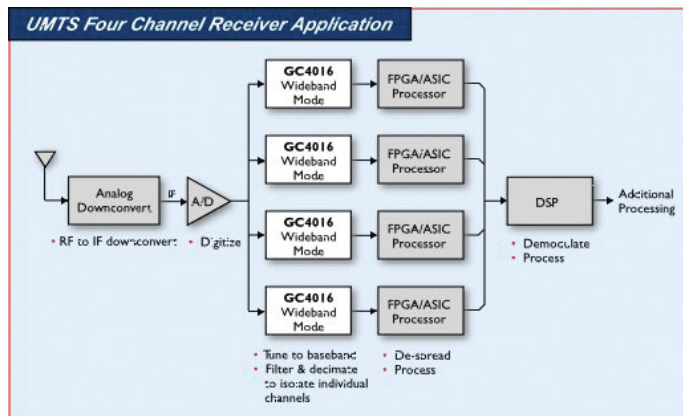 UMTS Four Channel Receiver Application
GC4016
Wideband
Mode
FPGA/ASIC
Processor
GC4016
Wideband
Mode
FPGA/ASIC
Processor
Analog
Downconvert
IF
A/D
DSP
Additional
Processing
• RF to IF downconvert
• Digitize
GC4016
Wideband
Mode
FPGA/ASIC
Processor
• Democulate
• Process
GC4016
Wideband
Mode
FPGA/ASIC
Processor
• Tune to baseband
• Filter & decimate
to isolate individual
channels
• De-spread
• Process